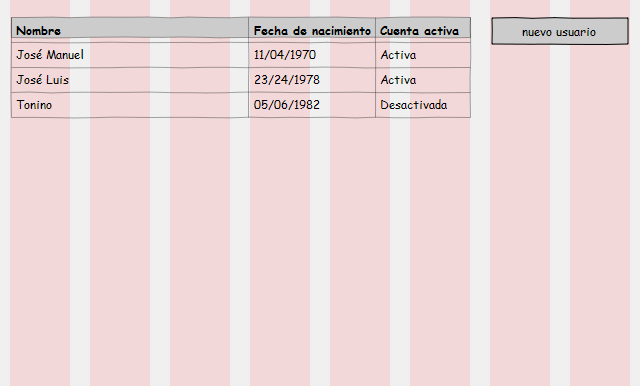 Nombre Fecha de nacimiento Cuenta activa nuevo usuario
José Manuel 11/04/1970 Activa
José Luis 23/24/1978 Activa
Tonino 05/06/1982 Desactivada